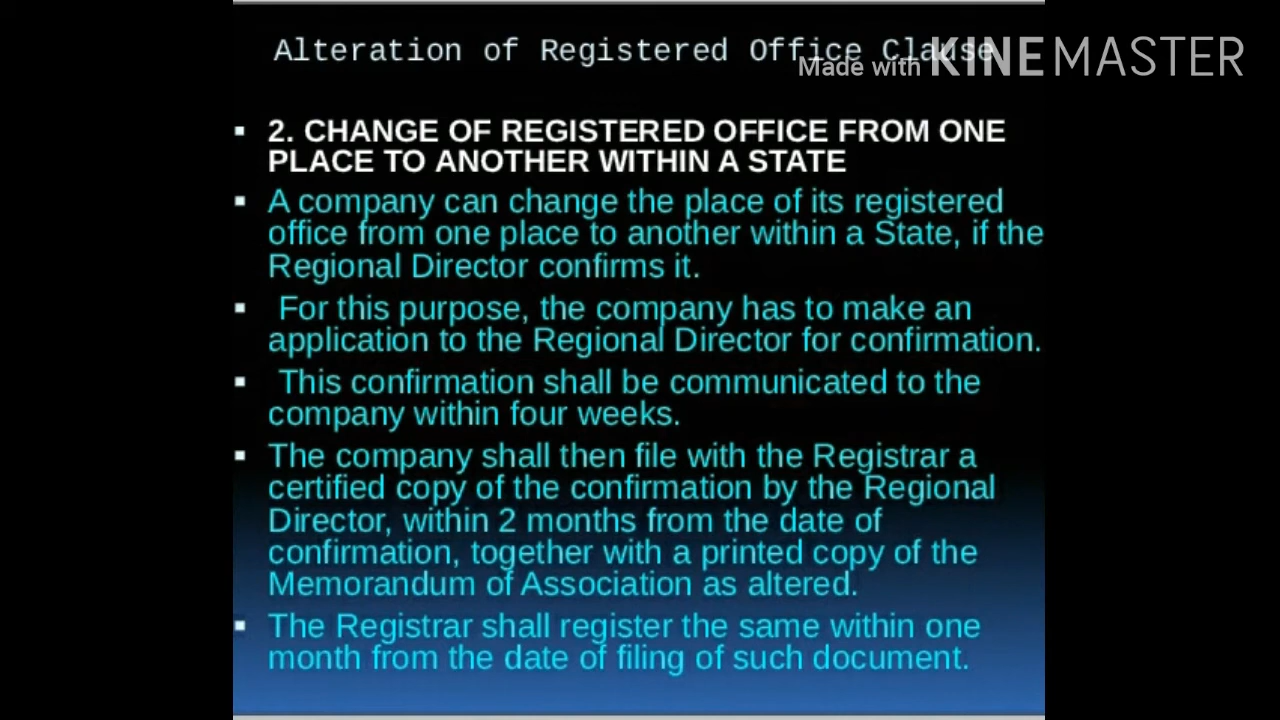 Alteration of Registered Office Clause
Made with KINEMASTER
▪ 2. CHANGE OF REGISTERED OFFICE FROM ONE
PLACE TO ANOTHER WITHIN A STATE
▪ A company can change the place of its registered
office from one place to another within a State, if the
Regional Director confirms it.
▪ For this purpose, the company has to make an
application to the Regional Director for confirmation.
▪ This confirmation shall be communicated to the
company within four weeks.
▪ The company shall then file with the Registrar a
certified copy of the confirmation by the Regional
Director, within 2 months from the date of
confirmation, together with a printed copy of the
Memorandum of Association as altered.
▪ The Registrar shall register the same within one
month from the date of filing of such document.